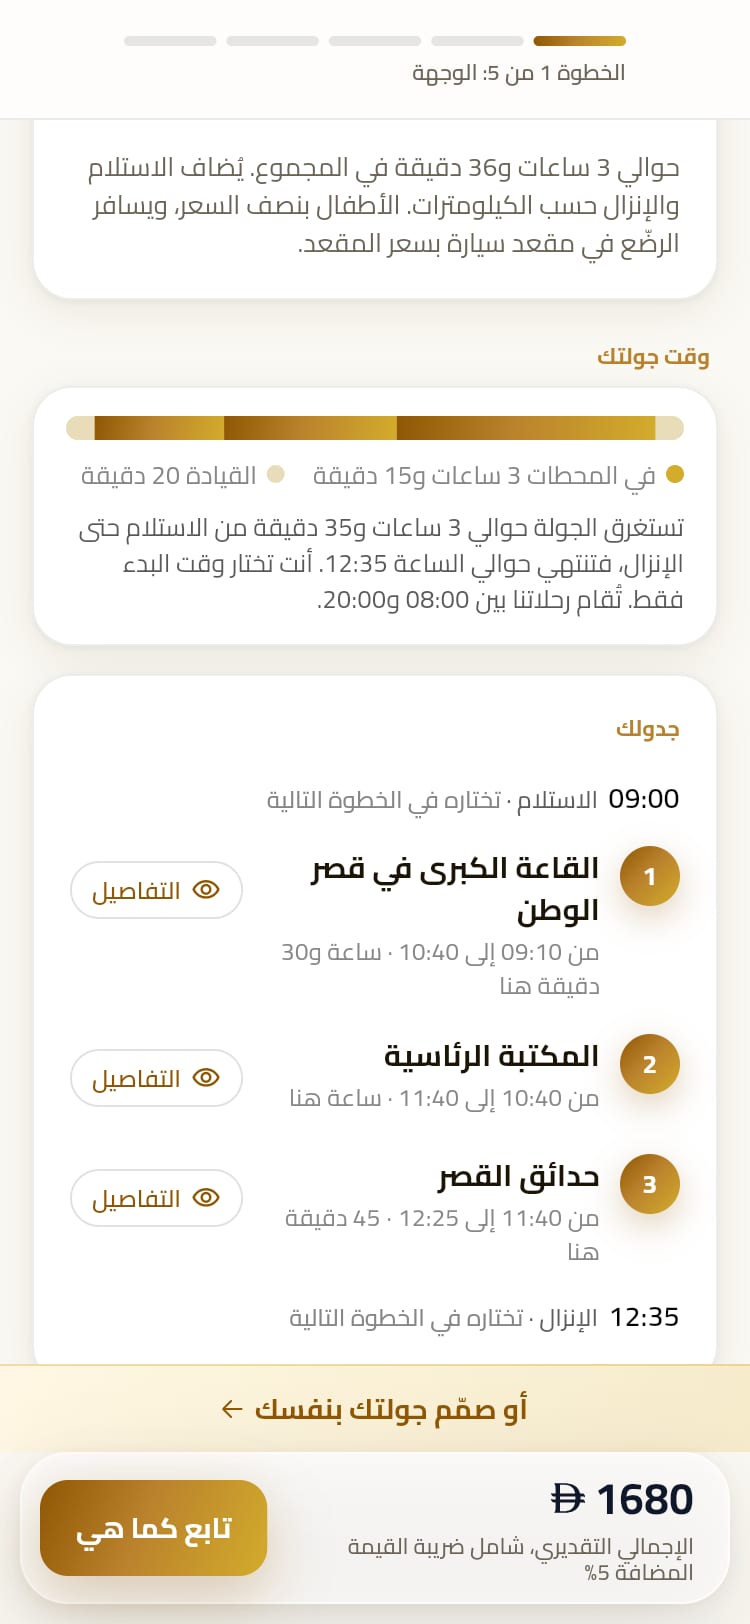 الخطوة 1 من 5: الوجهة
حوالي 3 ساعات و36 دقيقة في المجموع. يُضاف الاستلام
والإنزال حسب الكيلومترات. الأطفال بنصف السعر، ويسافر
الرضّع في مقعد سيارة بسعر المقعد.
وقت جولتك
في المحطات 3 ساعات و15 دقيقة
القيادة 20 دقيقة
تستغرق الجولة حوالي 3 ساعات و35 دقيقة من الاستلام حتى
الإنزال، فتنتهي حوالي الساعة 12:35. أنت تختار وقت البدء
فقط. تُقام رحلاتنا بين 08:00 و20:00.
جدولك
09:00 الاستلام · تختاره في الخطوة التالية
1
القاعة الكبرى في قصر
الوطن
من 09:10 إلى 10:40 · ساعة و30
دقيقة هنا
التفاصيل
2
المكتبة الرئاسية
من 10:40 إلى 11:40 · ساعة هنا
التفاصيل
3
حدائق القصر
من 11:40 إلى 12:25 · 45 دقيقة
هنا
التفاصيل
12:35 الإنزال · تختاره في الخطوة التالية
أو صمّم جولتك بنفسك ←
1680
الإجمالي التقديري، شامل ضريبة القيمة
المضافة 5%
تابع كما هي